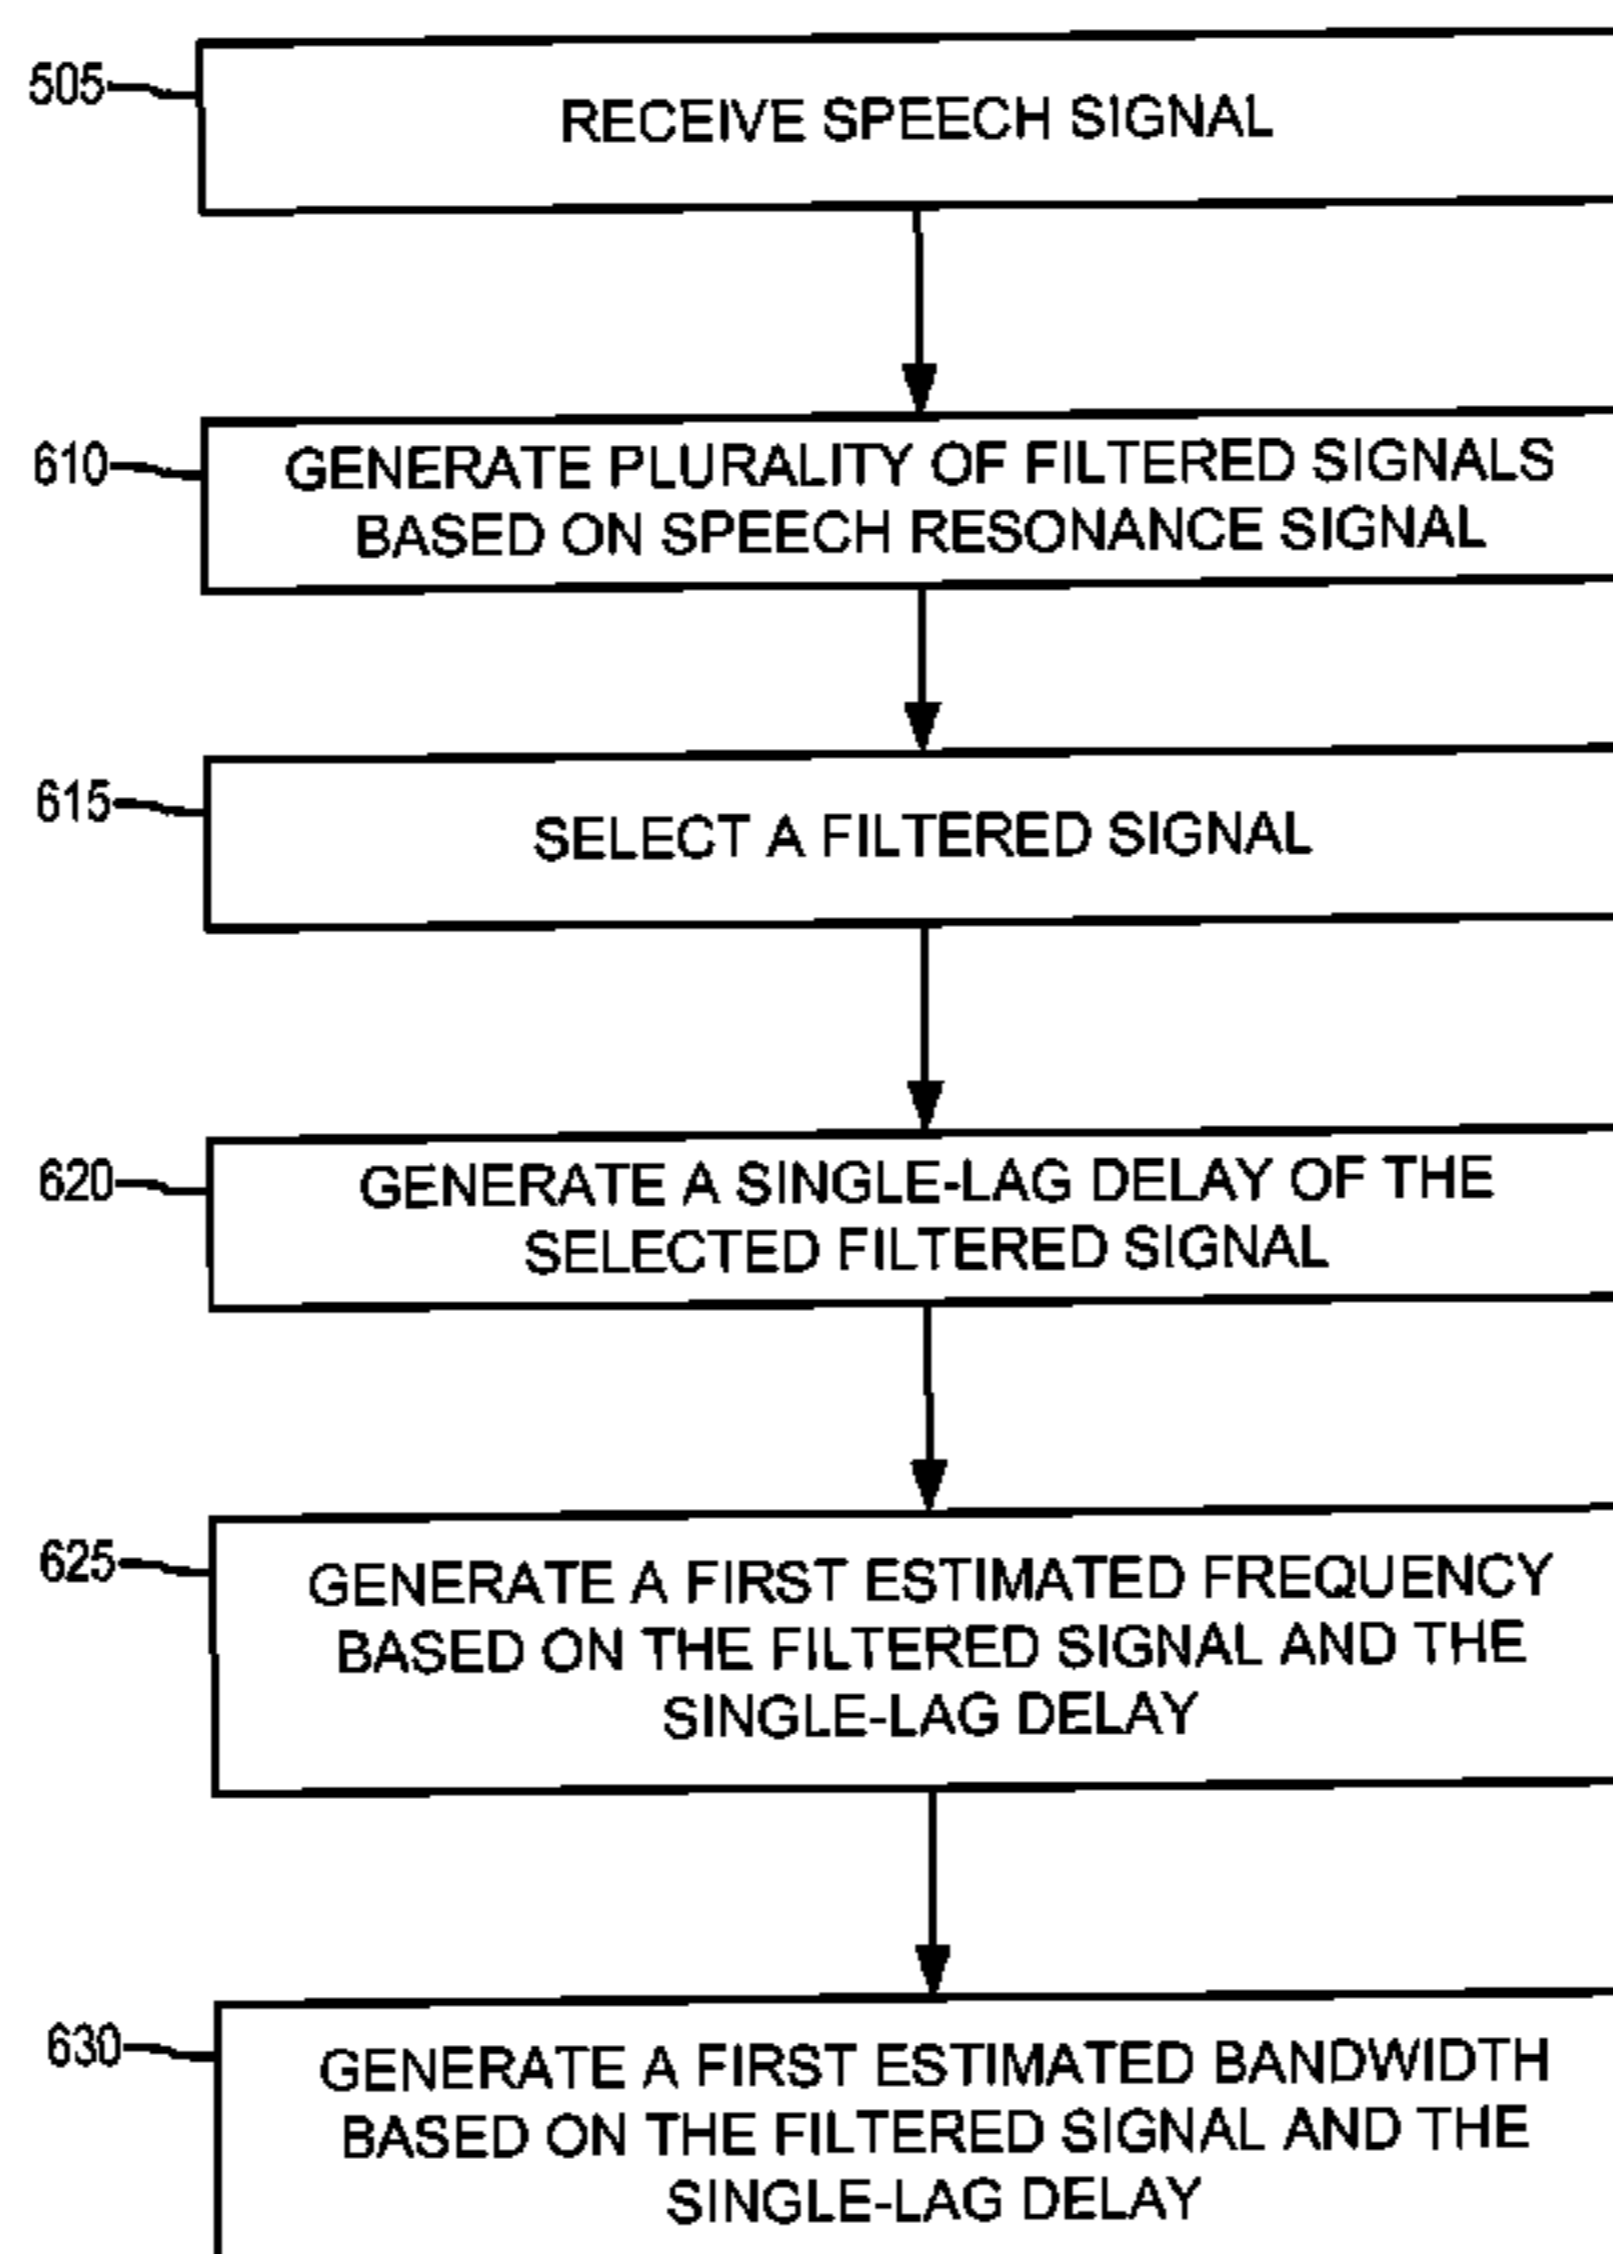 505
RECEIVE SPEECH SIGNAL
610
GENERATE PLURALITY OF FILTERED SIGNALS
BASED ON SPEECH RESONANCE SIGNAL
615
SELECT A FILTERED SIGNAL
620
GENERATE A SINGLE-LAG DELAY OF THE
SELECTED FILTERED SIGNAL
625
GENERATE A FIRST ESTIMATED FREQUENCY
BASED ON THE FILTERED SIGNAL AND THE
SINGLE-LAG DELAY
630
GENERATE A FIRST ESTIMATED BANDWIDTH
BASED ON THE FILTERED SIGNAL AND THE
SINGLE-LAG DELAY